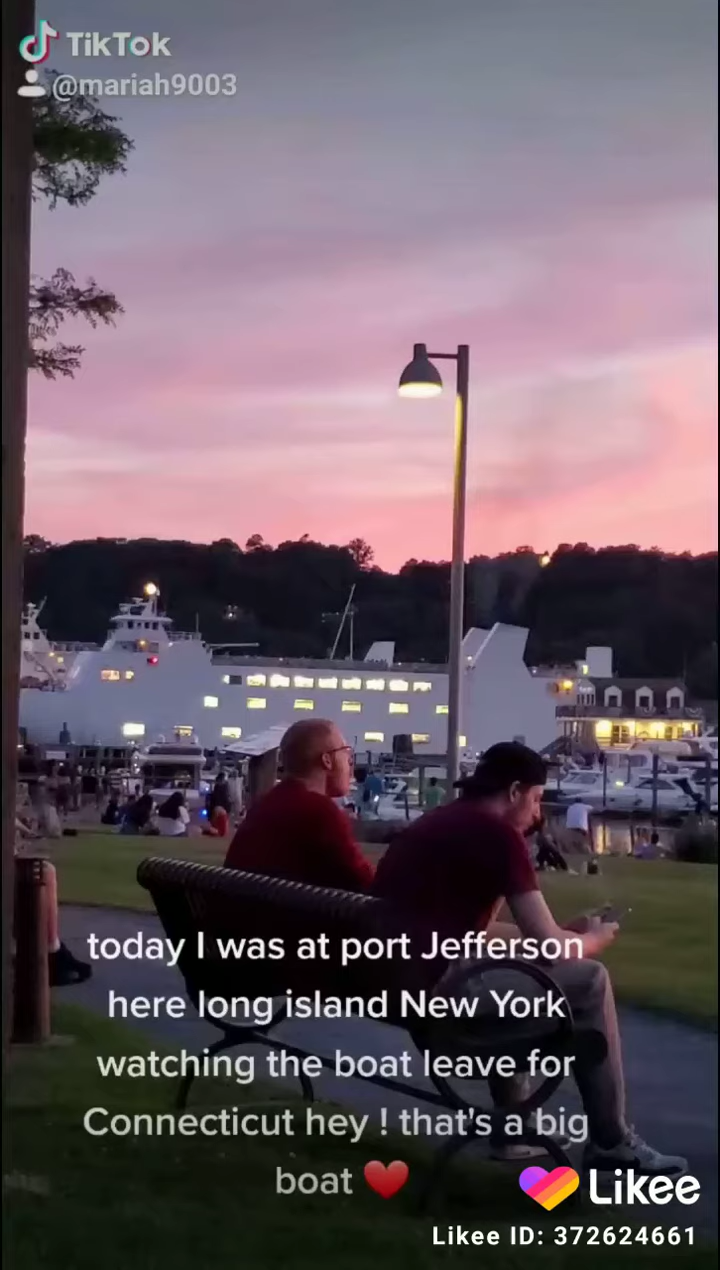 TikTok
@mariah9003
today I was at port Jefferson
here long island New York
watching the boat leave for
Connecticut hey ! that's a big
boat ❤️
Likee
Likee ID: 372624661